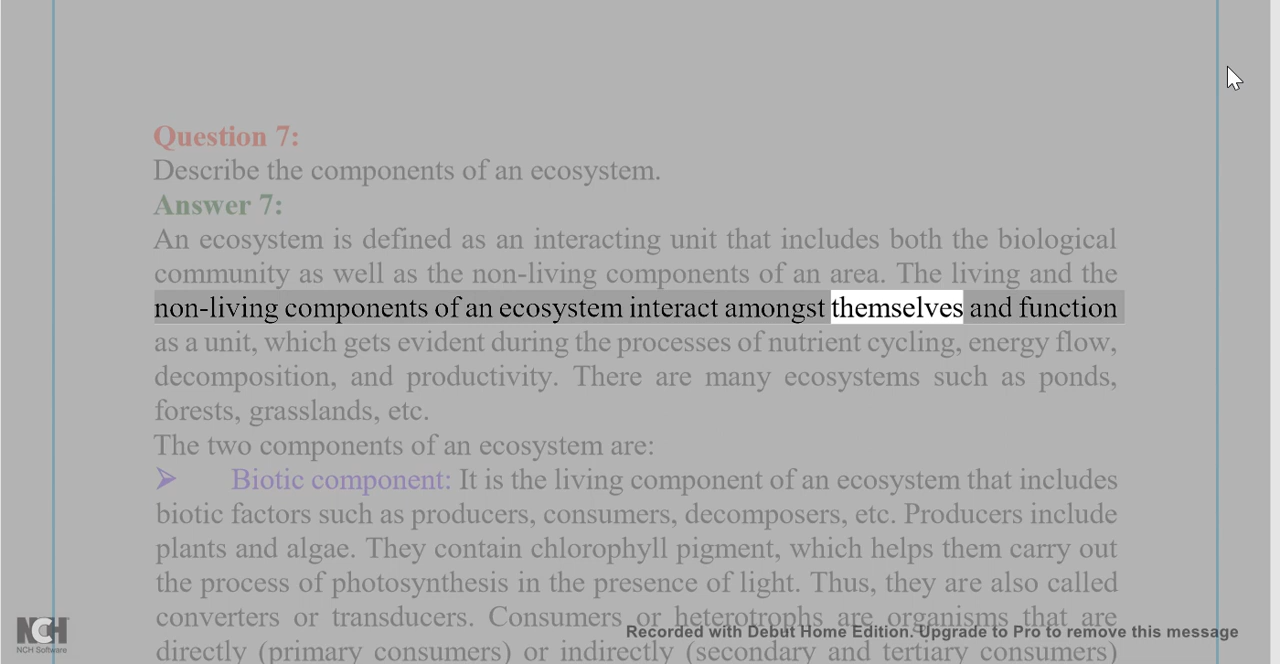 Question 7:
Describe the components of an ecosystem.
Answer 7:
An ecosystem is defined as an interacting unit that includes both the biological
community as well as the non-living components of an area. The living and the
non-living components of an ecosystem interact amongst themselves and function
as a unit, which gets evident during the processes of nutrient cycling, energy flow,
decomposition, and productivity. There are many ecosystems such as ponds,
forests, grasslands, etc.
The two components of an ecosystem are:
➢ Biotic component: It is the living component of an ecosystem that includes
biotic factors such as producers, consumers, decomposers, etc. Producers include
plants and algae. They contain chlorophyll pigment, which helps them carry out
the process of photosynthesis in the presence of light. Thus, they are also called
converters or transducers. Consumers or heterotrophs are organisms that are
directly (primary consumers) or indirectly (secondary and tertiary consumers)
Recorded with Debut Home Edition. Upgrade to Pro to remove this message
NCH
NCH Software